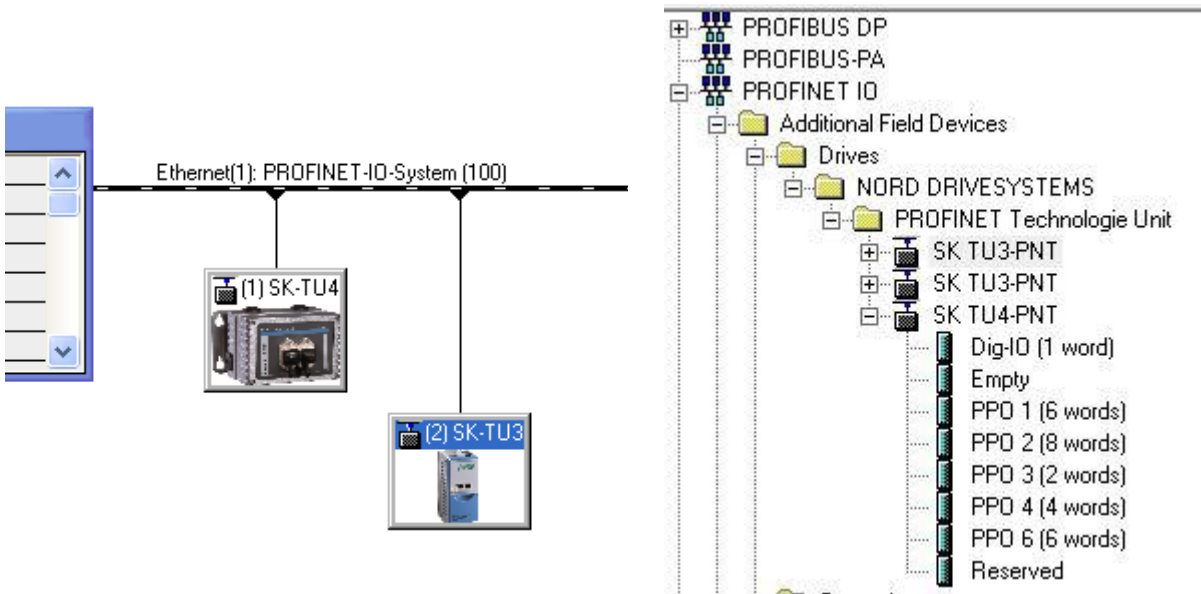 Ethernet(1): PROFINET-IO-System (100)
(1) SK-TU4
(2) SK-TU3
PROFIBUS DP
PROFIBUS-PA
PROFINET IO
Additional Field Devices
Drives
NORD DRIVESYSTEMS
PROFINET Technologie Unit
SK TU3-PNT
SK TU3-PNT
SK TU4-PNT
Dig-IO (1 word)
Empty
PPO 1 (6 words)
PPO 2 (8 words)
PPO 3 (2 words)
PPO 4 (4 words)
PPO 6 (6 words)
Reserved